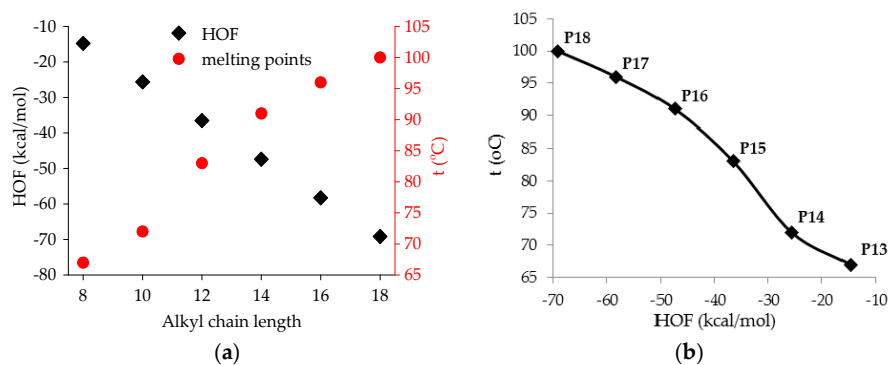 HOF
melting points
HOF (kcal/mol)
-10
-20
-30
-40
-50
-60
-70
-80
100
95
90
85
80
75
70
65
t (°C)
8
10
12
14
16
18
Alkyl chain length
(a)
t (oC)
105
100
95
90
85
80
75
70
65
P18
P17
P16
P15
P14
P13
-70
-60
-50
-40
-30
-20
-10
HOF (kcal/mol)
(b)